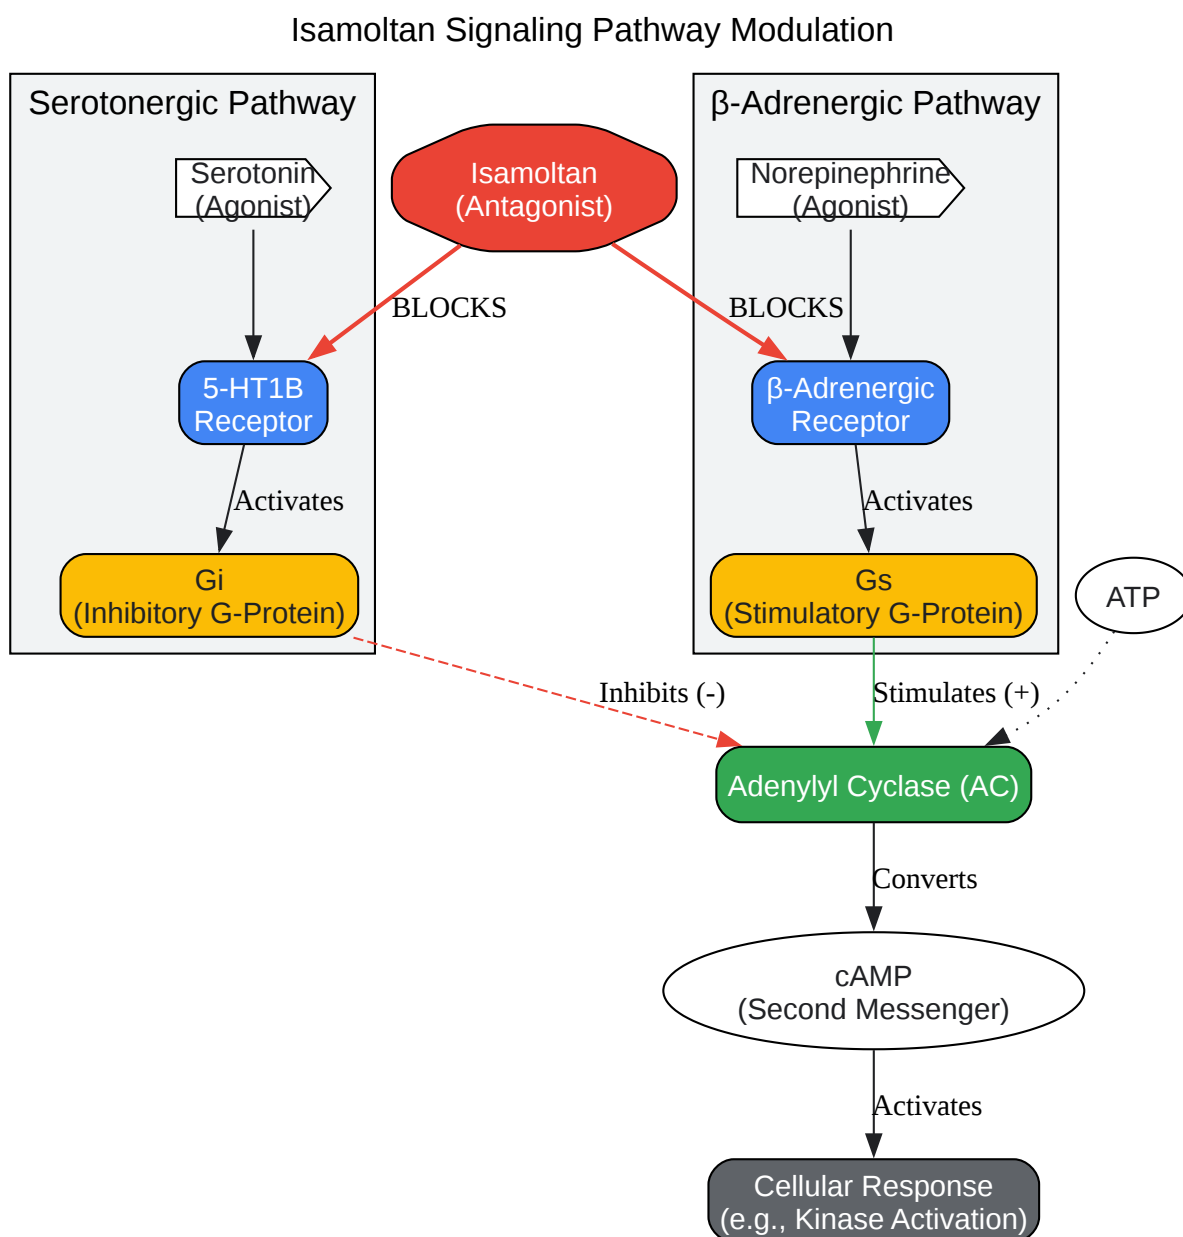 Isamoltan Signaling Pathway Modulation
Serotonergic Pathway
β-Adrenergic Pathway
Serotonin
(Agonist)
Isamoltan
(Antagonist)
Norepinephrine
(Agonist)
BLOCKS
BLOCKS
5-HT1B
Receptor
β-Adrenergic
Receptor
Activates
Activates
Gi
(Inhibitory G-Protein)
Gs
(Stimulatory G-Protein)
ATP
Inhibits (-)
Stimulates (+)
Adenylyl Cyclase (AC)
Converts
cAMP
(Second Messenger)
Activates
Cellular Response
(e.g., Kinase Activation)